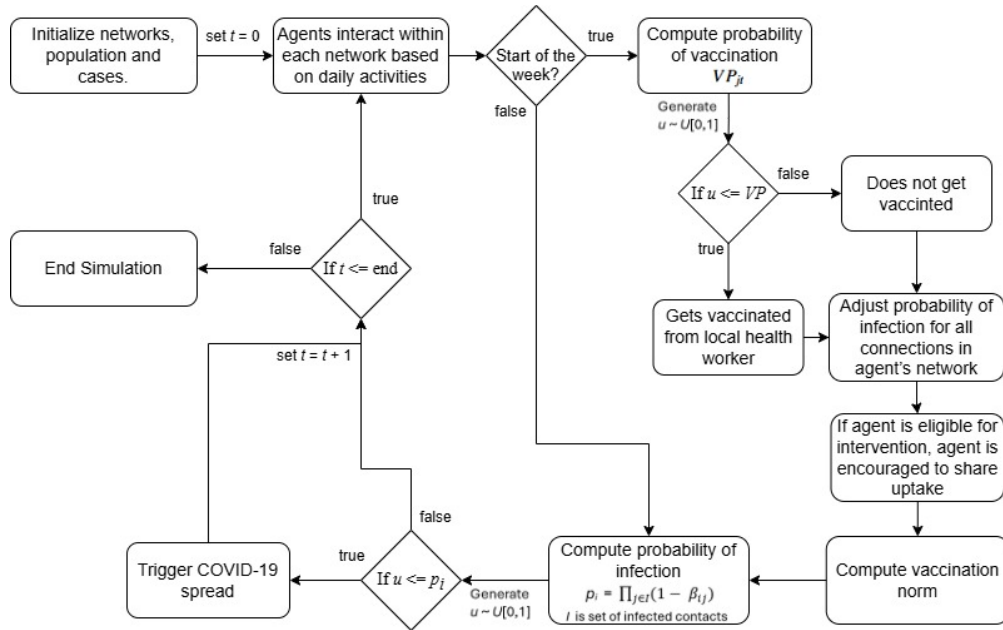 Initialize networks,
population and
cases.
set t = 0
Agents interact within
each network based
on daily activities
Start of the
week?
true
false
Compute probability
of vaccination
VPjt
Generate
u ~ U[0,1]
If u <= VP
false
true
Does not get
vaccinted
Gets vaccinated
from local health
worker
Adjust probability of
infection for all
connections in
agent's network
If agent is eligible for
intervention, agent is
encouraged to share
uptake
Compute vaccination
norm
Compute probability of
infection
pi = ∏j∈I(1 − βij)
I is set of infected contacts
Generate
u ~ U[0,1]
If u <= pi
true
false
Trigger COVID-19
spread
set t = t + 1
If t <= end
true
false
End Simulation